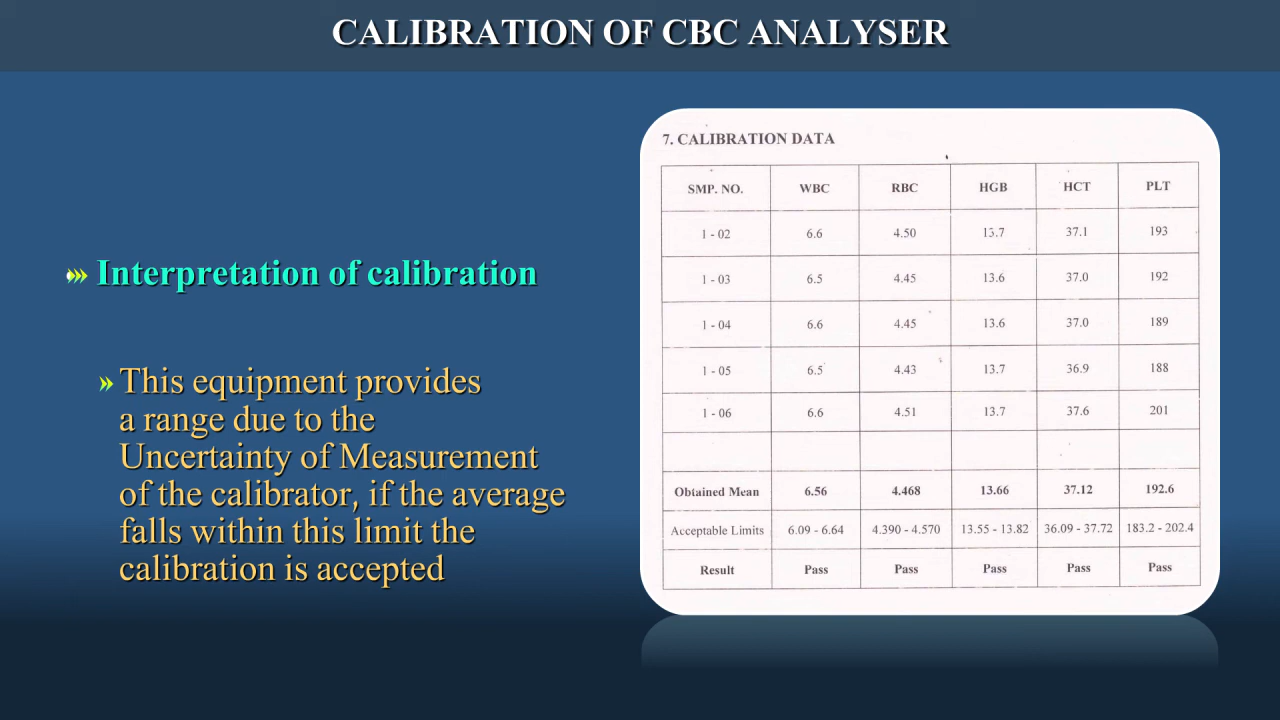 CALIBRATION OF CBC ANALYSER
Interpretation of calibration
This equipment provides
a range due to the
Uncertainty of Measurement
of the calibrator, if the average
falls within this limit the
calibration is accepted
7. CALIBRATION DATA
SMP. NO. WBC RBC HGB HCT PLT
1 - 02 6.6 4.50 13.7 37.1 193
1 - 03 6.5 4.45 13.6 37.0 192
1 - 04 6.6 4.45 13.6 37.0 189
1 - 05 6.5 4.43 13.7 36.9 188
1 - 06 6.6 4.51 13.7 37.6 201
Obtained Mean 6.56 4.468 13.66 37.12 192.6
Acceptable Limits 6.09 - 6.64 4.390 - 4.570 13.55 - 13.82 36.09 - 37.72 183.2 - 202.4
Result Pass Pass Pass Pass Pass